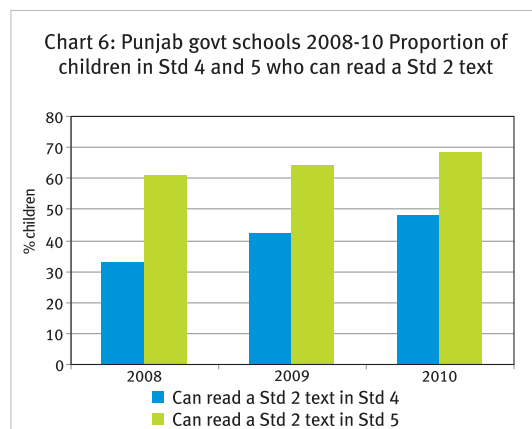 Chart 6: Punjab govt schools 2008-10 Proportion of
children in Std 4 and 5 who can read a Std 2 text
% children
80
70
60
50
40
30
20
10
0
2008 2009 2010
Can read a Std 2 text in Std 4
Can read a Std 2 text in Std 5